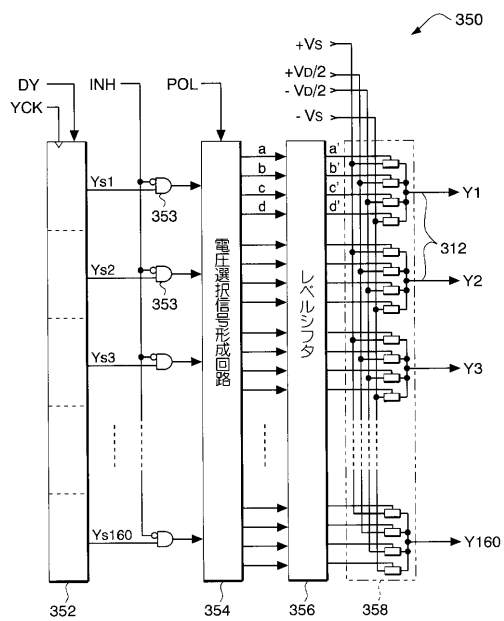 350
+VS
+VD/2
-VD/2
-VS
DY
INH
POL
YCK
a
b
c
d
a'
b'
c'
d'
Ys1
353
Y1
312
Ys2
353
Y2
Ys3
Y3
電圧選択信号形成回路
レベルシフタ
Ys160
Y160
352
354
356
358